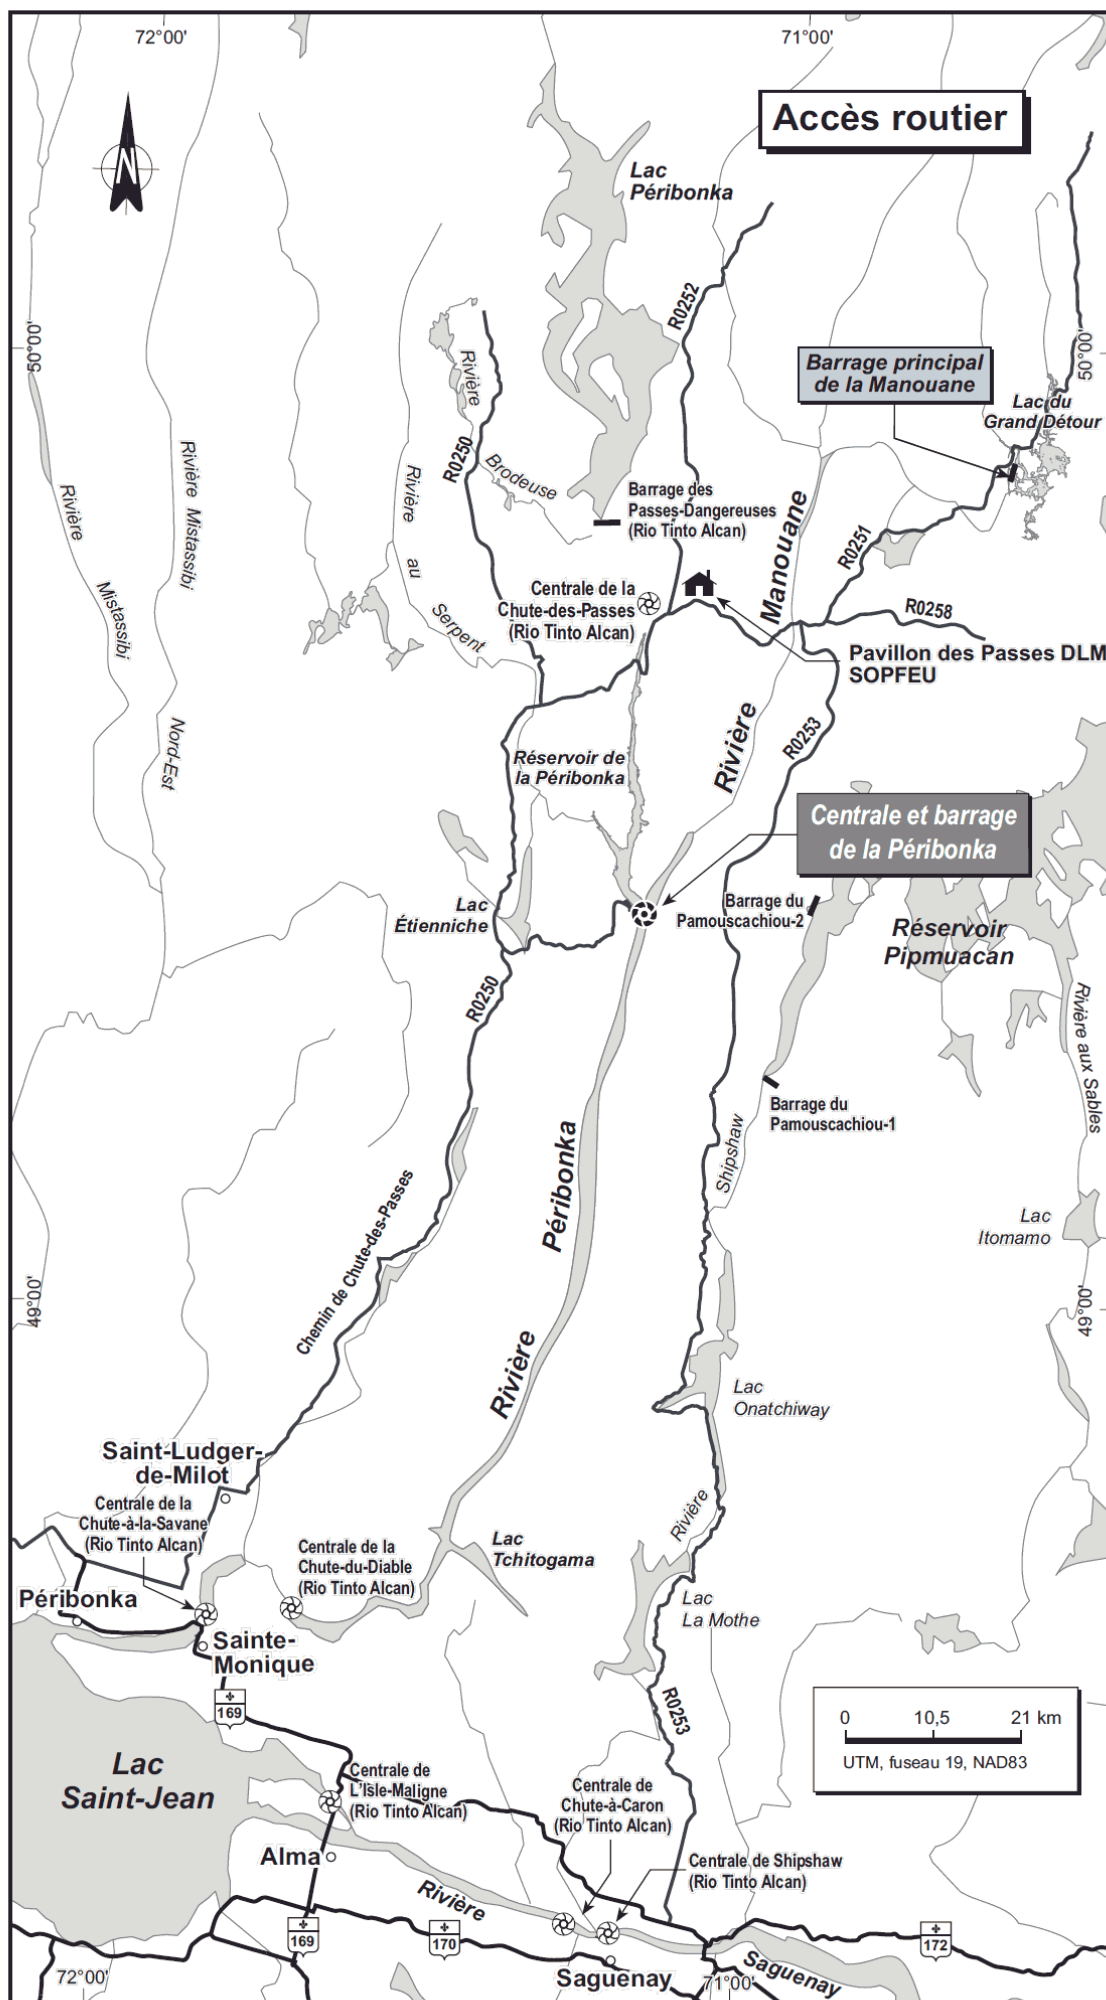 72°00'
71°00'
Accès routier
N
Lac
Péribonka
R0252
50°00'
50°00'
Barrage principal
de la Manouane
Lac du
Grand Détour
Rivière
Brodeuse
R0250
Rivière Mistassibi
Nord-Est
Rivière
Mistassibi
Rivière
au
Serpent
Barrage des
Passes-Dangereuses
(Rio Tinto Alcan)
Manouane
Rivière
R0251
R0258
Centrale de la
Chute-des-Passes
(Rio Tinto Alcan)
Pavillon des Passes DLM
SOPFEU
R0253
Réservoir de
la Péribonka
Centrale et barrage
de la Péribonka
Barrage du
Pamouscachiou-2
Lac
Étienniche
Réservoir
Pipmuacan
R0250
Rivière aux Sables
Barrage du
Pamouscachiou-1
Shipshaw
Péribonka
Rivière
Chemin de Chute-des-Passes
Lac
Itomamo
49°00'
49°00'
Lac
Onatchiway
Saint-Ludger-
de-Milot
Centrale de la
Chute-à-la-Savane
(Rio Tinto Alcan)
Rivière
Centrale de la
Chute-du-Diable
(Rio Tinto Alcan)
Lac
Tchitogama
Péribonka
Lac
La Mothe
Sainte-
Monique
169
R0253
0 10,5 21 km
UTM, fuseau 19, NAD83
Lac
Saint-Jean
Centrale de
L'Isle-Maligne
(Rio Tinto Alcan)
Centrale de
Chute-à-Caron
(Rio Tinto Alcan)
Alma
Centrale de Shipshaw
(Rio Tinto Alcan)
Rivière
Saguenay
169
170
172
Saguenay
72°00'
71°00'